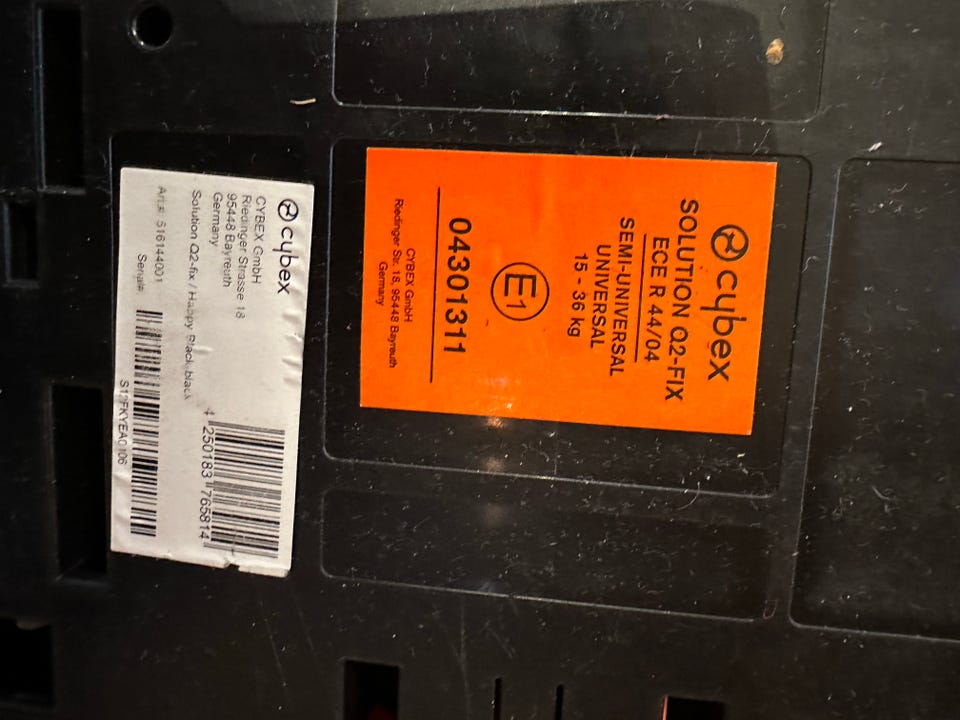 cybex
SOLUTION Q2-FIX
ECE R 44/04
SEMI-UNIVERSAL
UNIVERSAL
15 - 36 kg
E1
04301311
CYBEX GmbH
Riedinger Str. 18, 95448 Bayreuth
Germany
cybex
CYBEX GmbH
Riedinger Strasse 18
95448 Bayreuth
Germany
4 250183 765814
Solution Q2-fix / Happy Black black
Art.#: 516144001 Serial#: